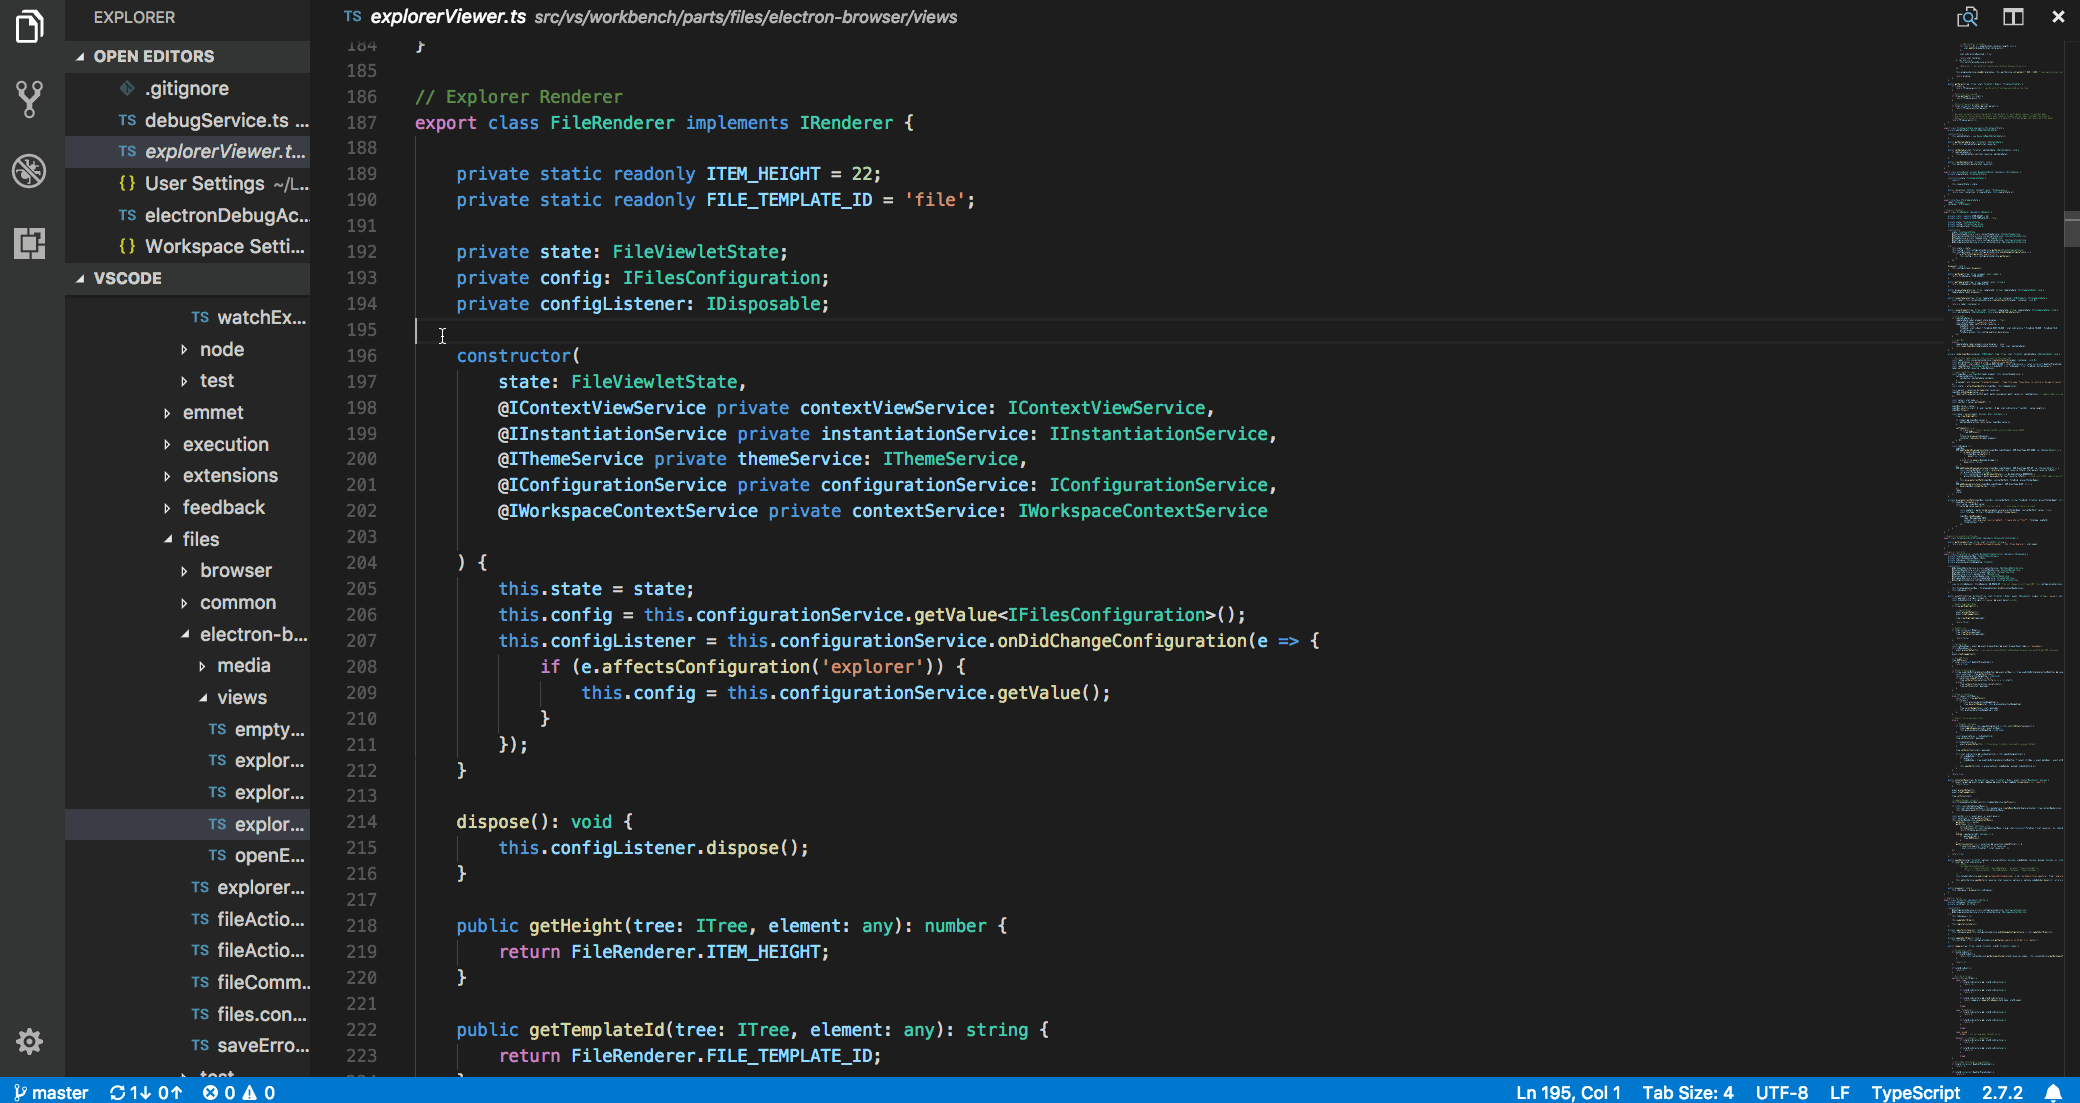 EXPLORER
OPEN EDITORS
.gitignore
TS debugService.ts ...
TS explorerViewer.t...
{} User Settings ~/L...
TS electronDebugAc...
{} Workspace Setti...
VSCODE
TS watchEx...
node
test
emmet
execution
extensions
feedback
files
browser
common
electron-b...
media
views
TS empty...
TS explor...
TS explor...
TS explor...
TS openE...
TS explorer...
TS fileActio...
TS fileActio...
TS fileComm...
TS files.con...
TS saveErro...
test
TS explorerViewer.ts src/vs/workbench/parts/files/electron-browser/views
184 }
185
186 // Explorer Renderer
187 export class FileRenderer implements IRenderer {
188
189 private static readonly ITEM_HEIGHT = 22;
190 private static readonly FILE_TEMPLATE_ID = 'file';
191
192 private state: FileViewletState;
193 private config: IFilesConfiguration;
194 private configListener: IDisposable;
195
196 constructor(
197 state: FileViewletState,
198 @IContextViewService private contextViewService: IContextViewService,
199 @IInstantiationService private instantiationService: IInstantiationService,
200 @IThemeService private themeService: IThemeService,
201 @IConfigurationService private configurationService: IConfigurationService,
202 @IWorkspaceContextService private contextService: IWorkspaceContextService
203
204 ) {
205 this.state = state;
206 this.config = this.configurationService.getValue<IFilesConfiguration>();
207 this.configListener = this.configurationService.onDidChangeConfiguration(e => {
208 if (e.affectsConfiguration('explorer')) {
209 this.config = this.configurationService.getValue();
210 }
211 });
212 }
213
214 dispose(): void {
215 this.configListener.dispose();
216 }
217
218 public getHeight(tree: ITree, element: any): number {
219 return FileRenderer.ITEM_HEIGHT;
220 }
221
222 public getTemplateId(tree: ITree, element: any): string {
223 return FileRenderer.FILE_TEMPLATE_ID;
master 1↓ 0↑ 0 0 Ln 195, Col 1 Tab Size: 4 UTF-8 LF TypeScript 2.7.2